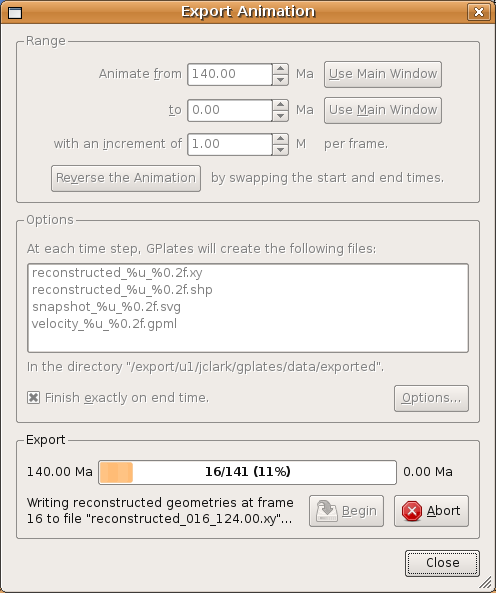 Export Animation
Range
Animate from 140.00 Ma Use Main Window
to 0.00 Ma Use Main Window
with an increment of 1.00 M per frame.
Reverse the Animation by swapping the start and end times.
Options
At each time step, GPlates will create the following files:
reconstructed_%u_%0.2f.xy
reconstructed_%u_%0.2f.shp
snapshot_%u_%0.2f.svg
velocity_%u_%0.2f.gpml
In the directory "/export/u1/jclark/gplates/data/exported".
Finish exactly on end time. Options...
Export
140.00 Ma 16/141 (11%) 0.00 Ma
Writing reconstructed geometries at frame
16 to file "reconstructed_016_124.00.xy"... Begin Abort
Close